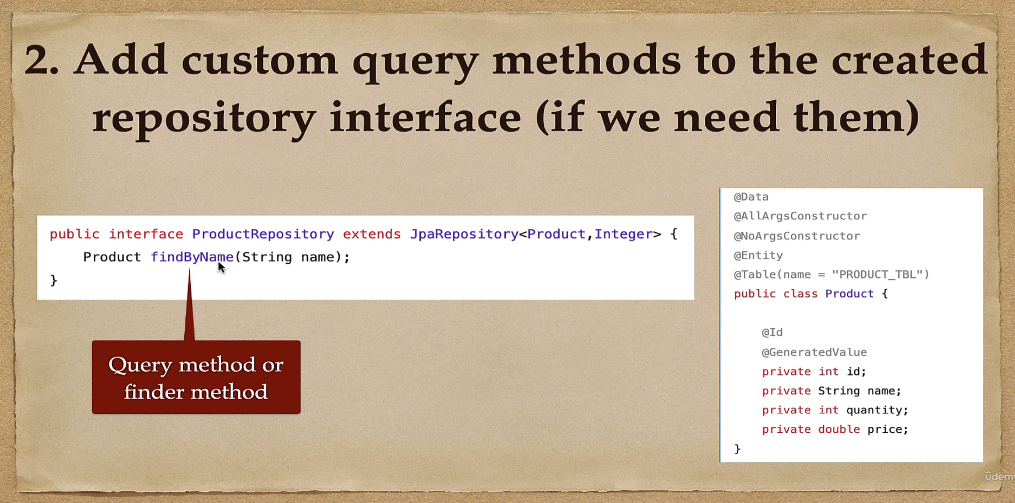 2. Add custom query methods to the created
repository interface (if we need them)
public interface ProductRepository extends JpaRepository<Product,Integer> {
    Product findByName(String name);
}
Query method or
finder method
@Data
@AllArgsConstructor
@NoArgsConstructor
@Entity
@Table(name = "PRODUCT_TBL")
public class Product {
    @Id
    @GeneratedValue
    private int id;
    private String name;
    private int quantity;
    private double price;
}